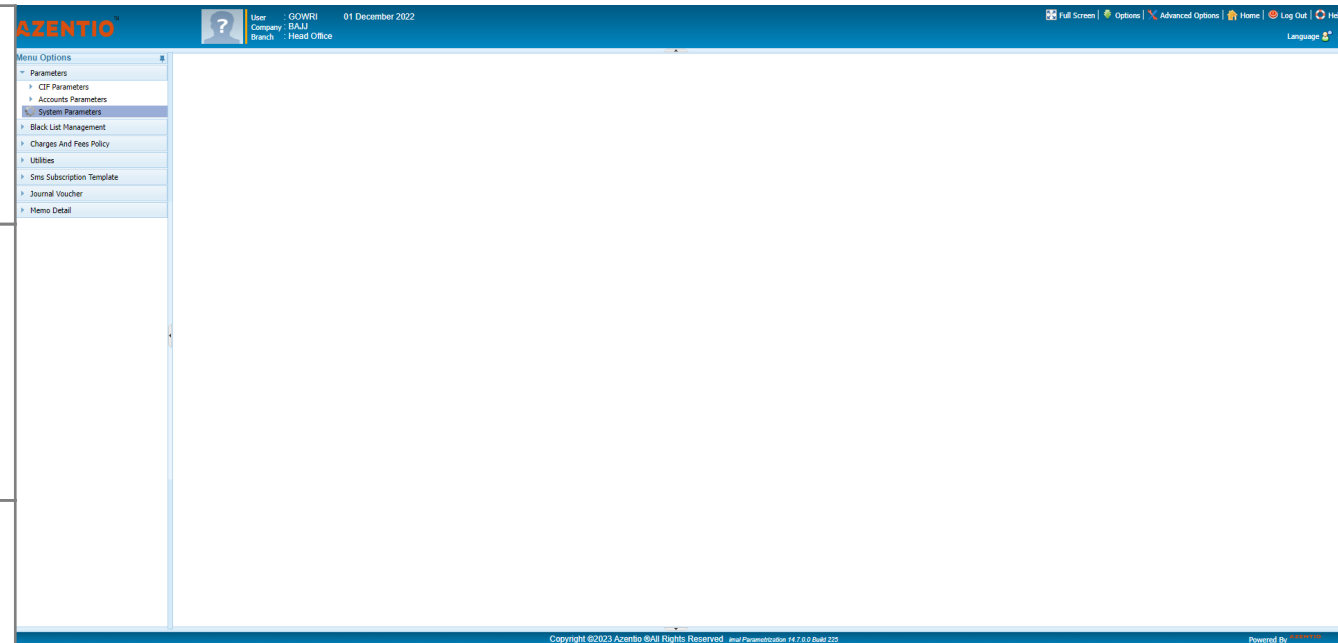 AZENTIO™
?
User : GOWRI 01 December 2022
Company : BAJJ
Branch : Head Office
Full Screen | Options | Advanced Options | Home | Log Out | He
Language
Menu Options
Parameters
CIF Parameters
Accounts Parameters
System Parameters
Black List Management
Charges And Fees Policy
Utilities
Sms Subscription Template
Journal Voucher
Memo Detail
Copyright ©2023 Azentio ®All Rights Reserved imal Parametrization 14.7.0.0 Build 225
Powered By AZENTIO